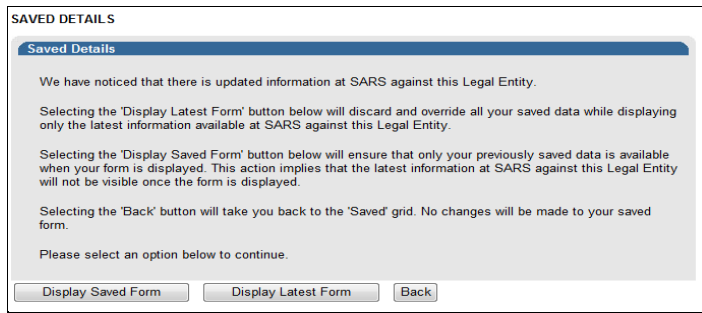 SAVED DETAILS
Saved Details
We have noticed that there is updated information at SARS against this Legal Entity.
Selecting the 'Display Latest Form' button below will discard and override all your saved data while displaying
only the latest information available at SARS against this Legal Entity.
Selecting the 'Display Saved Form' button below will ensure that only your previously saved data is available
when your form is displayed. This action implies that the latest information at SARS against this Legal Entity
will not be visible once the form is displayed.
Selecting the 'Back' button will take you back to the 'Saved' grid. No changes will be made to your saved
form.
Please select an option below to continue.
Display Saved Form Display Latest Form Back